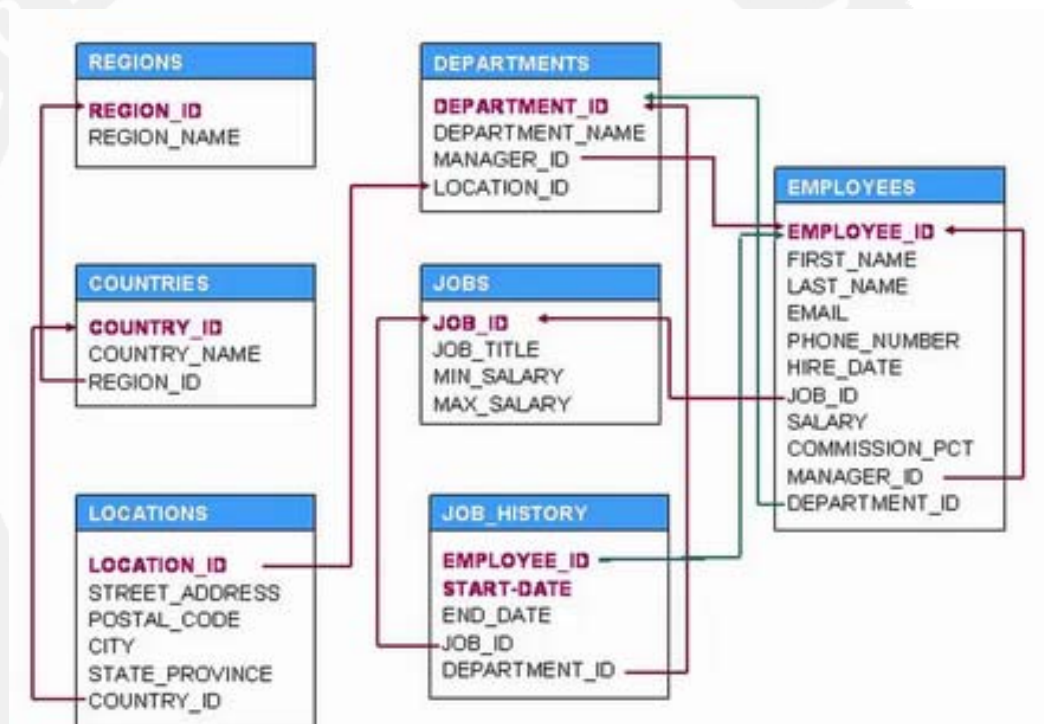 REGIONS
REGION_ID
REGION_NAME
COUNTRIES
COUNTRY_ID
COUNTRY_NAME
REGION_ID
LOCATIONS
LOCATION_ID
STREET_ADDRESS
POSTAL_CODE
CITY
STATE_PROVINCE
COUNTRY_ID
DEPARTMENTS
DEPARTMENT_ID
DEPARTMENT_NAME
MANAGER_ID
LOCATION_ID
JOBS
JOB_ID
JOB_TITLE
MIN_SALARY
MAX_SALARY
JOB_HISTORY
EMPLOYEE_ID
START-DATE
END_DATE
JOB_ID
DEPARTMENT_ID
EMPLOYEES
EMPLOYEE_ID
FIRST_NAME
LAST_NAME
EMAIL
PHONE_NUMBER
HIRE_DATE
JOB_ID
SALARY
COMMISSION_PCT
MANAGER_ID
DEPARTMENT_ID